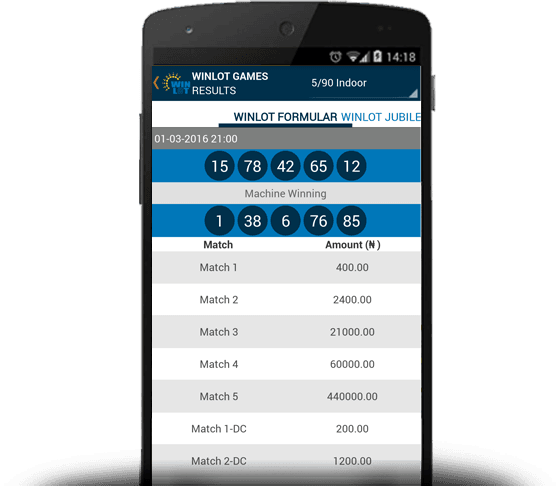 14:18
WIN LOT
WINLOT GAMES
RESULTS
5/90 Indoor
WINLOT FORMULAR WINLOT JUBILE
01-03-2016 21:00
15 78 42 65 12
Machine Winning
1 38 6 76 85
Match Amount (₦ )
Match 1 400.00
Match 2 2400.00
Match 3 21000.00
Match 4 60000.00
Match 5 440000.00
Match 1-DC 200.00
Match 2-DC 1200.00